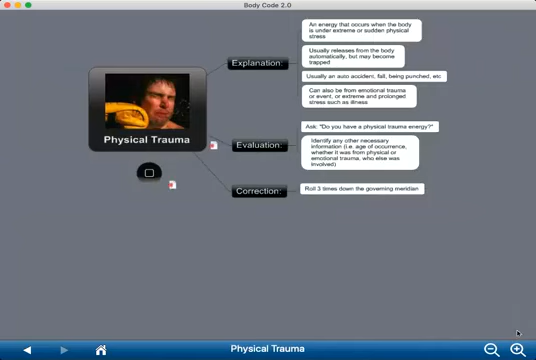 Body Code 2.0
Physical Trauma
Explanation:
An energy that occurs when the body
is under extreme or sudden physical
stress
Usually releases from the body
automatically, but may become
trapped
Usually an auto accident, fall, being punched, etc
Can also be from emotional trauma
or event, or extreme and prolonged
stress such as illness
Evaluation:
Ask: "Do you have a physical trauma energy?"
Identify any other necessary
information (i.e. age of occurrence,
whether it was from physical or
emotional trauma, who else was
involved)
Correction:
Roll 3 times down the governing meridian
Physical Trauma